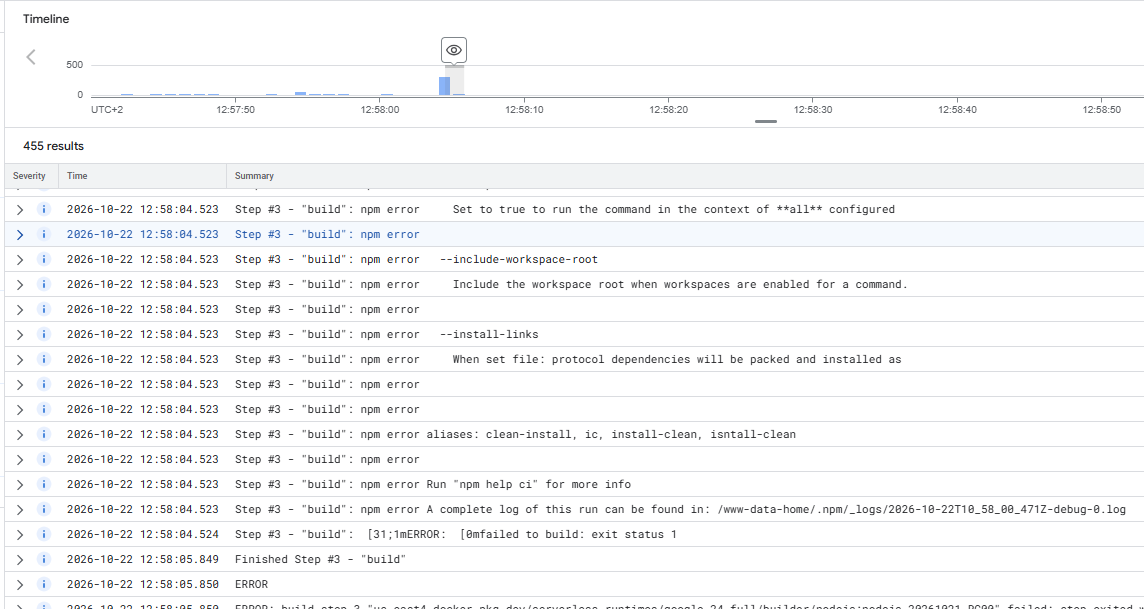 Timeline
500
0
UTC+2 12:57:50 12:58:00 12:58:10 12:58:20 12:58:30 12:58:40 12:58:50
455 results
Severity Time Summary
2026-10-22 12:58:04.523 Step #3 - "build": npm error Set to true to run the command in the context of **all** configured
2026-10-22 12:58:04.523 Step #3 - "build": npm error
2026-10-22 12:58:04.523 Step #3 - "build": npm error --include-workspace-root
2026-10-22 12:58:04.523 Step #3 - "build": npm error Include the workspace root when workspaces are enabled for a command.
2026-10-22 12:58:04.523 Step #3 - "build": npm error
2026-10-22 12:58:04.523 Step #3 - "build": npm error --install-links
2026-10-22 12:58:04.523 Step #3 - "build": npm error When set file: protocol dependencies will be packed and installed as
2026-10-22 12:58:04.523 Step #3 - "build": npm error
2026-10-22 12:58:04.523 Step #3 - "build": npm error
2026-10-22 12:58:04.523 Step #3 - "build": npm error aliases: clean-install, ic, install-clean, isntall-clean
2026-10-22 12:58:04.523 Step #3 - "build": npm error
2026-10-22 12:58:04.523 Step #3 - "build": npm error Run "npm help ci" for more info
2026-10-22 12:58:04.523 Step #3 - "build": npm error A complete log of this run can be found in: /www-data-home/.npm/_logs/2026-10-22T10_58_00_471Z-debug-0.log
2026-10-22 12:58:04.524 Step #3 - "build": [31;1mERROR: [0mfailed to build: exit status 1
2026-10-22 12:58:05.849 Finished Step #3 - "build"
2026-10-22 12:58:05.850 ERROR
2026-10-22 12:58:05.850 ERROR: build step 3